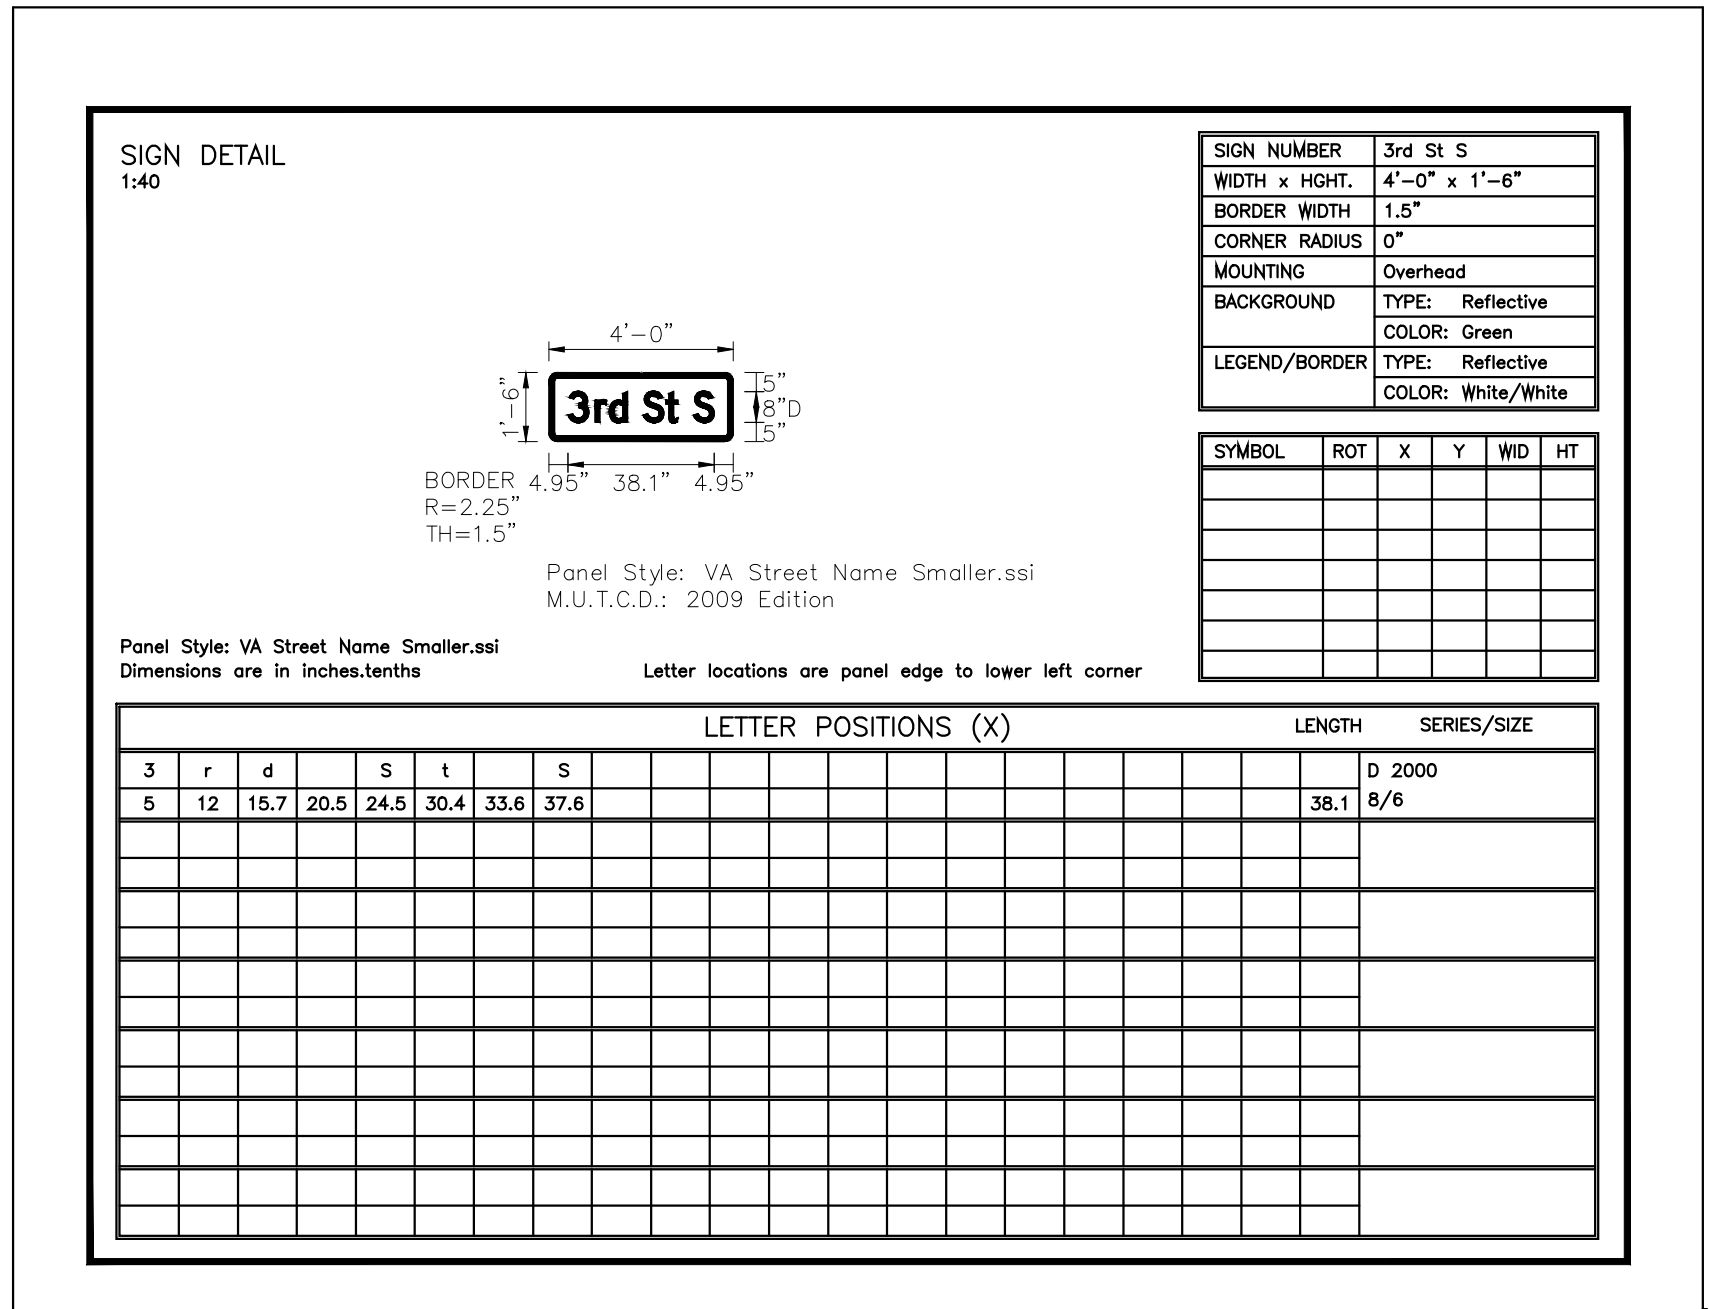 SIGN DETAIL
1:40
SIGN NUMBER 3rd St S
WIDTH x HGHT. 4'-0" x 1'-6"
BORDER WIDTH 1.5"
CORNER RADIUS 0"
MOUNTING Overhead
BACKGROUND TYPE: Reflective
COLOR: Green
LEGEND/BORDER TYPE: Reflective
COLOR: White/White
4'-0"
1'-6"
3rd St S
5"
8"D
5"
BORDER 4.95" 38.1" 4.95"
R=2.25"
TH=1.5"
Panel Style: VA Street Name Smaller.ssi
M.U.T.C.D.: 2009 Edition
SYMBOL ROT X Y WID HT
Panel Style: VA Street Name Smaller.ssi
Dimensions are in inches.tenths Letter locations are panel edge to lower left corner
LETTER POSITIONS (X) LENGTH SERIES/SIZE
3 r d S t S D 2000
5 12 15.7 20.5 24.5 30.4 33.6 37.6 38.1 8/6